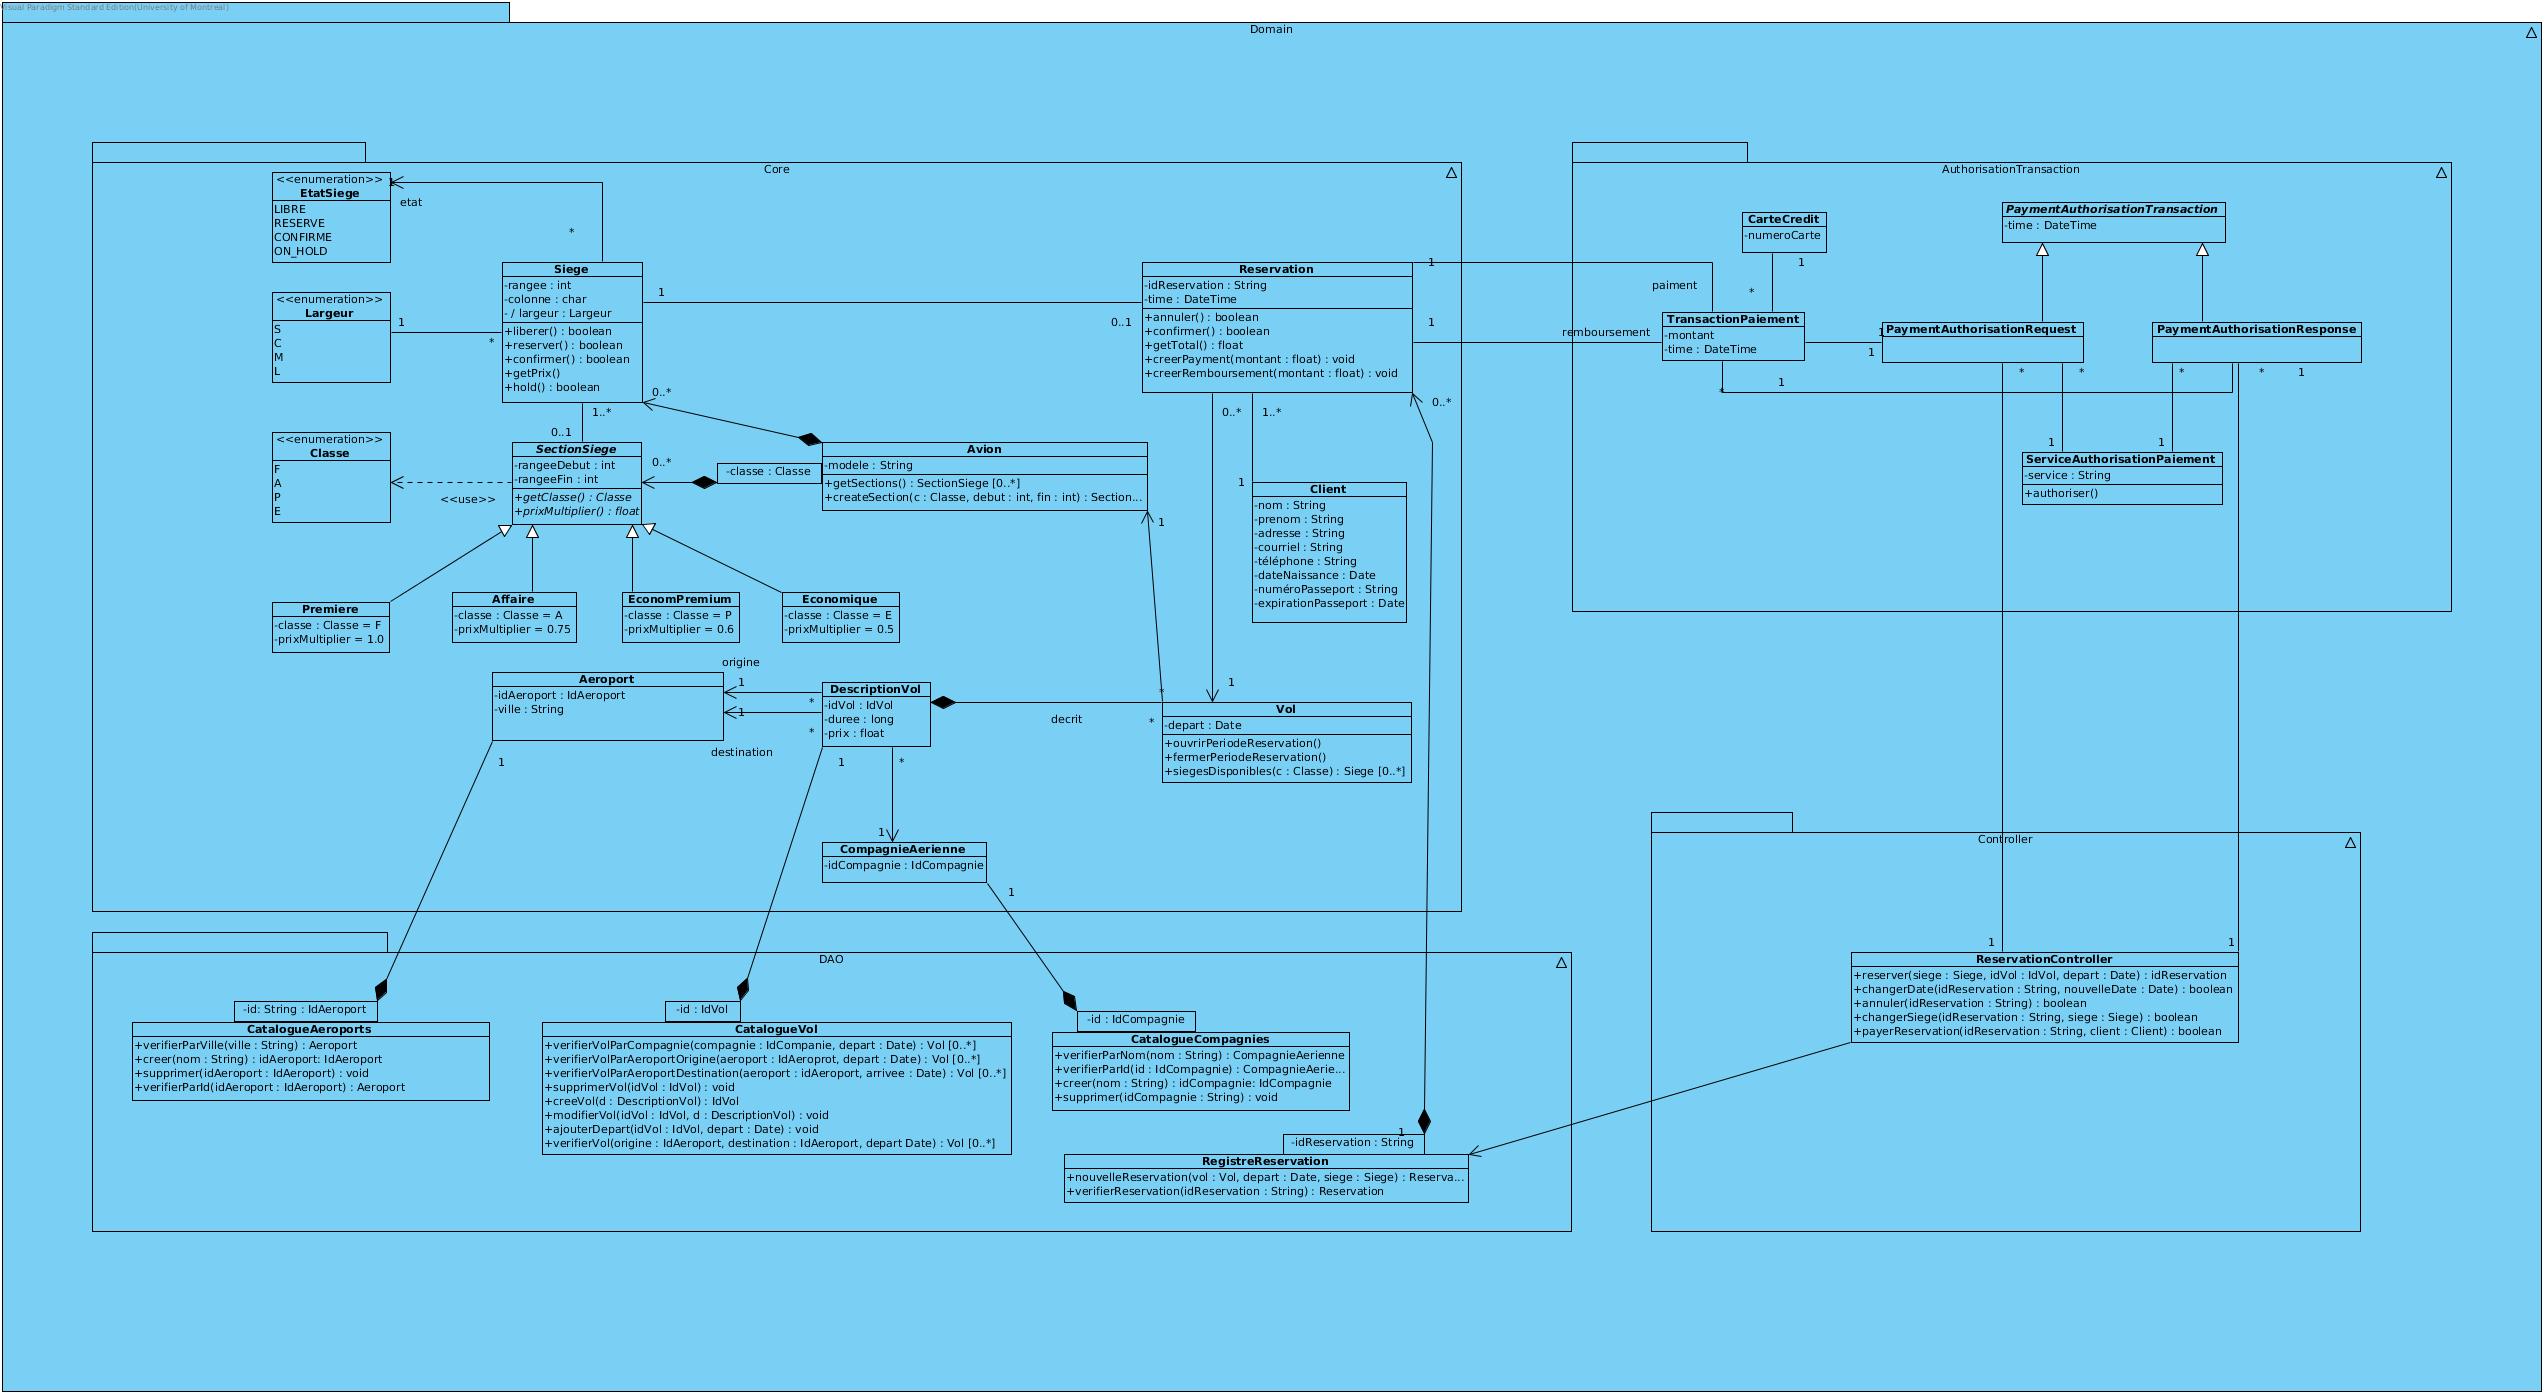 Visual Paradigm Standard Edition(University of Montreal)
Domain
Core
<<enumeration>>
EtatSiege
LIBRE
RESERVE
CONFIRME
ON_HOLD
1
etat
*
<<enumeration>>
Largeur
S
C
M
L
1
*
<<enumeration>>
Classe
F
A
P
E
<<use>>
Siege
-rangee : int
-colonne : char
- / largeur : Largeur
+liberer() : boolean
+reserver() : boolean
+confirmer() : boolean
+getPrix()
+hold() : boolean
1
0..1
0..*
1..*
0..1
SectionSiege
-rangeeDebut : int
-rangeeFin : int
+getClasse() : Classe
+prixMultiplier() : float
0..*
-classe : Classe
Avion
-modele : String
+getSections() : SectionSiege [0..*]
+createSection(c : Classe, debut : int, fin : int) : Section...
1
Premiere
-classe : Classe = F
-prixMultiplier = 1.0
Affaire
-classe : Classe = A
-prixMultiplier = 0.75
EconomPremium
-classe : Classe = P
-prixMultiplier = 0.6
Economique
-classe : Classe = E
-prixMultiplier = 0.5
Reservation
-idReservation : String
-time : DateTime
+annuler() : boolean
+confirmer() : boolean
+getTotal() : float
+creerPayment(montant : float) : void
+creerRemboursement(montant : float) : void
1
1
0..*
1..*
0..*
1
Client
-nom : String
-prenom : String
-adresse : String
-courriel : String
-téléphone : String
-dateNaissance : Date
-numéroPasseport : String
-expirationPasseport : Date
origine
Aeroport
-idAeroport : IdAeroport
-ville : String
1
*
1
*
destination
1
DescriptionVol
-idVol : IdVol
-duree : long
-prix : float
1
*
decrit
*
*
1
Vol
-depart : Date
+ouvrirPeriodeReservation()
+fermerPeriodeReservation()
+siegesDisponibles(c : Classe) : Siege [0..*]
1
CompagnieAerienne
-idCompagnie : IdCompagnie
1
AuthorisationTransaction
CarteCredit
-numeroCarte
1
*
paiment
remboursement
TransactionPaiement
-montant
-time : DateTime
1
1
*
1
PaymentAuthorisationTransaction
-time : DateTime
PaymentAuthorisationRequest
PaymentAuthorisationResponse
*
*
*
*
1
1
1
ServiceAuthorisationPaiement
-service : String
+authoriser()
Controller
1
1
ReservationController
+reserver(siege : Siege, idVol : IdVol, depart : Date) : idReservation
+changerDate(idReservation : String, nouvelleDate : Date) : boolean
+annuler(idReservation : String) : boolean
+changerSiege(idReservation : String, siege : Siege) : boolean
+payerReservation(idReservation : String, client : Client) : boolean
DAO
-id: String : IdAeroport
CatalogueAeroports
+verifierParVille(ville : String) : Aeroport
+creer(nom : String) : idAeroport: IdAeroport
+supprimer(idAeroport : IdAeroport) : void
+verifierParId(idAeroport : IdAeroport) : Aeroport
-id : IdVol
CatalogueVol
+verifierVolParCompagnie(compagnie : IdCompanie, depart : Date) : Vol [0..*]
+verifierVolParAeroportOrigine(aeroport : IdAeroprot, depart : Date) : Vol [0..*]
+verifierVolParAeroportDestination(aeroport : idAeroport, arrivee : Date) : Vol [0..*]
+supprimerVol(idVol : IdVol) : void
+creeVol(d : DescriptionVol) : IdVol
+modifierVol(idVol : IdVol, d : DescriptionVol) : void
+ajouterDepart(idVol : IdVol, depart : Date) : void
+verifierVol(origine : IdAeroport, destination : IdAeroport, depart Date) : Vol [0..*]
-id : IdCompagnie
CatalogueCompagnies
+verifierParNom(nom : String) : CompagnieAerienne
+verifierParId(id : IdCompagnie) : CompagnieAerie...
+creer(nom : String) : idCompagnie: IdCompagnie
+supprimer(idCompagnie : String) : void
1
-idReservation : String
RegistreReservation
+nouvelleReservation(vol : Vol, depart : Date, siege : Siege) : Reserva...
+verifierReservation(idReservation : String) : Reservation